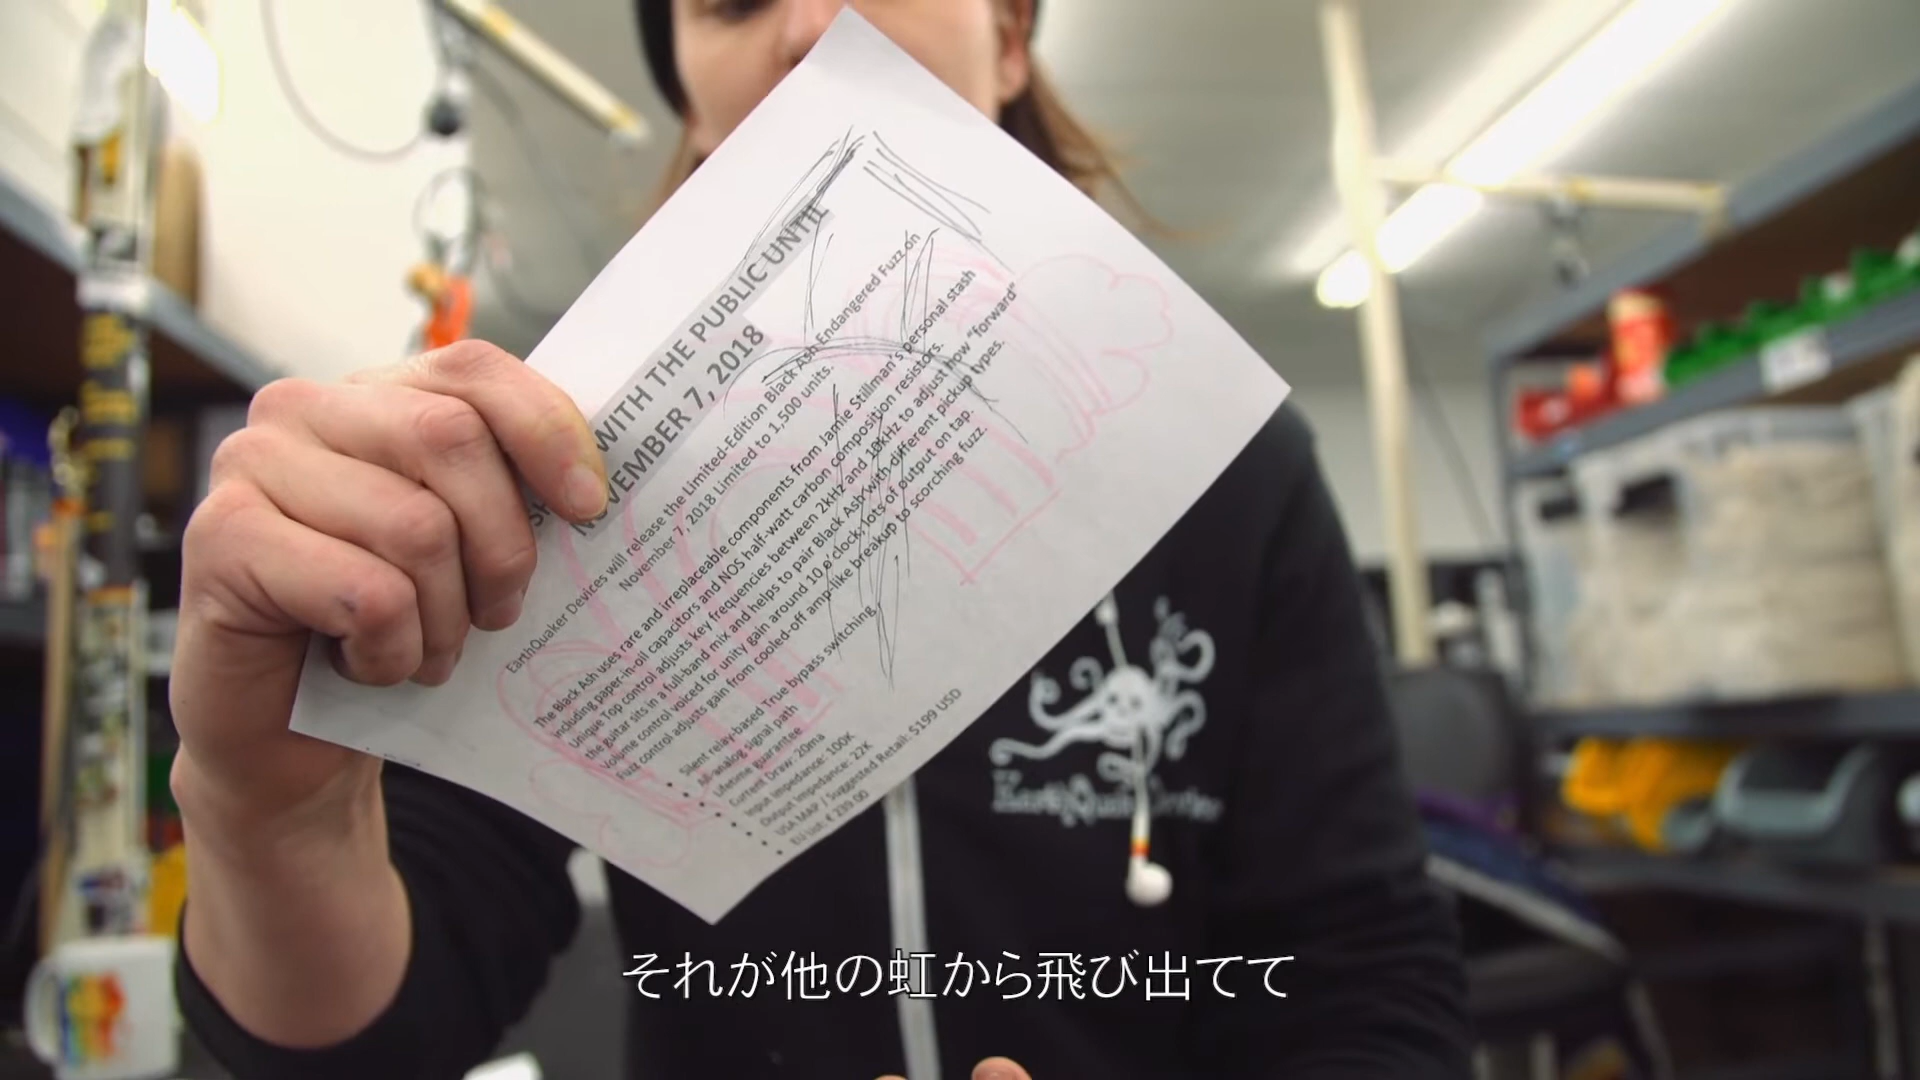 WITH THE PUBLIC UNTIL
NOVEMBER 7, 2018
EarthQuaker Devices will release the Limited-Edition Black Ash Endangered Fuzz on
November 7, 2018 Limited to 1,500 units.
The Black Ash uses rare and irreplaceable components from Jamie Stillman's personal stash
including paper-in-oil capacitors and NOS half-watt carbon composition resistors.
Unique Top control adjusts key frequencies between 2kHz and 10kHz to adjust how "forward"
the guitar sits in a full-band mix and helps to pair Black Ash with different pickup types.
Volume control voiced for unity gain around 10 o'clock, lots of output on tap.
Fuzz control adjusts gain from cooled-off amp-like breakup to scorching fuzz.
• Silent relay-based True bypass switching.
• All-analog signal path
• Lifetime guarantee
• Current Draw: 20ma
• Input Impedance: 100K
• Output Impedance: 22K
USA MAP / Suggested Retail: $199 USD
EU List: € 239.00
それが他の虹から飛び出てて